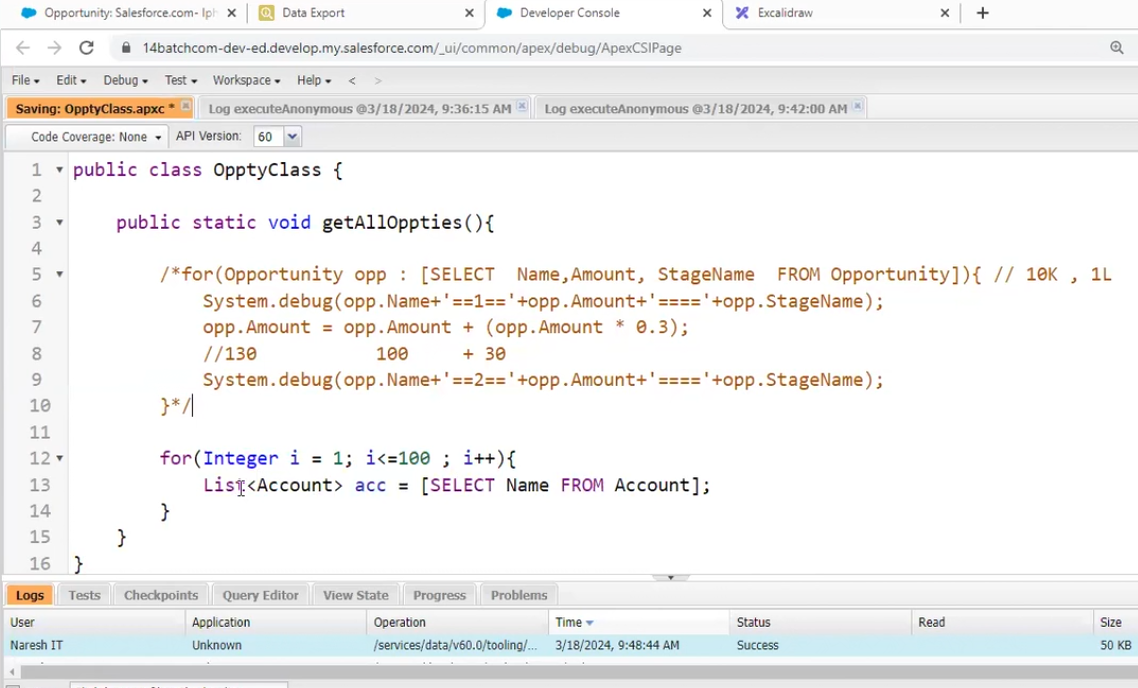 Opportunity: Salesforce.com- Iph
Data Export
Developer Console
Excalidraw
14batchcom-dev-ed.develop.my.salesforce.com/_ui/common/apex/debug/ApexCSIPage
File Edit Debug Test Workspace Help < >
Saving: OpptyClass.apxc * Log executeAnonymous @3/18/2024, 9:36:15 AM Log executeAnonymous @3/18/2024, 9:42:00 AM
Code Coverage: None API Version: 60
1 public class OpptyClass {
2
3 public static void getAllOppties(){
4
5 /*for(Opportunity opp : [SELECT  Name,Amount, StageName  FROM Opportunity]){ // 10K , 1L
6 System.debug(opp.Name+'==1=='+opp.Amount+'===='+opp.StageName);
7 opp.Amount = opp.Amount + (opp.Amount * 0.3);
8 //130 100 + 30
9 System.debug(opp.Name+'==2=='+opp.Amount+'===='+opp.StageName);
10 }*/
11
12 for(Integer i = 1; i<=100 ; i++){
13 List<Account> acc = [SELECT Name FROM Account];
14 }
15 }
16 }
Logs Tests Checkpoints Query Editor View State Progress Problems
User Application Operation Time Status Read Size
Naresh IT Unknown /services/data/v60.0/tooling/... 3/18/2024, 9:48:44 AM Success 50 KB